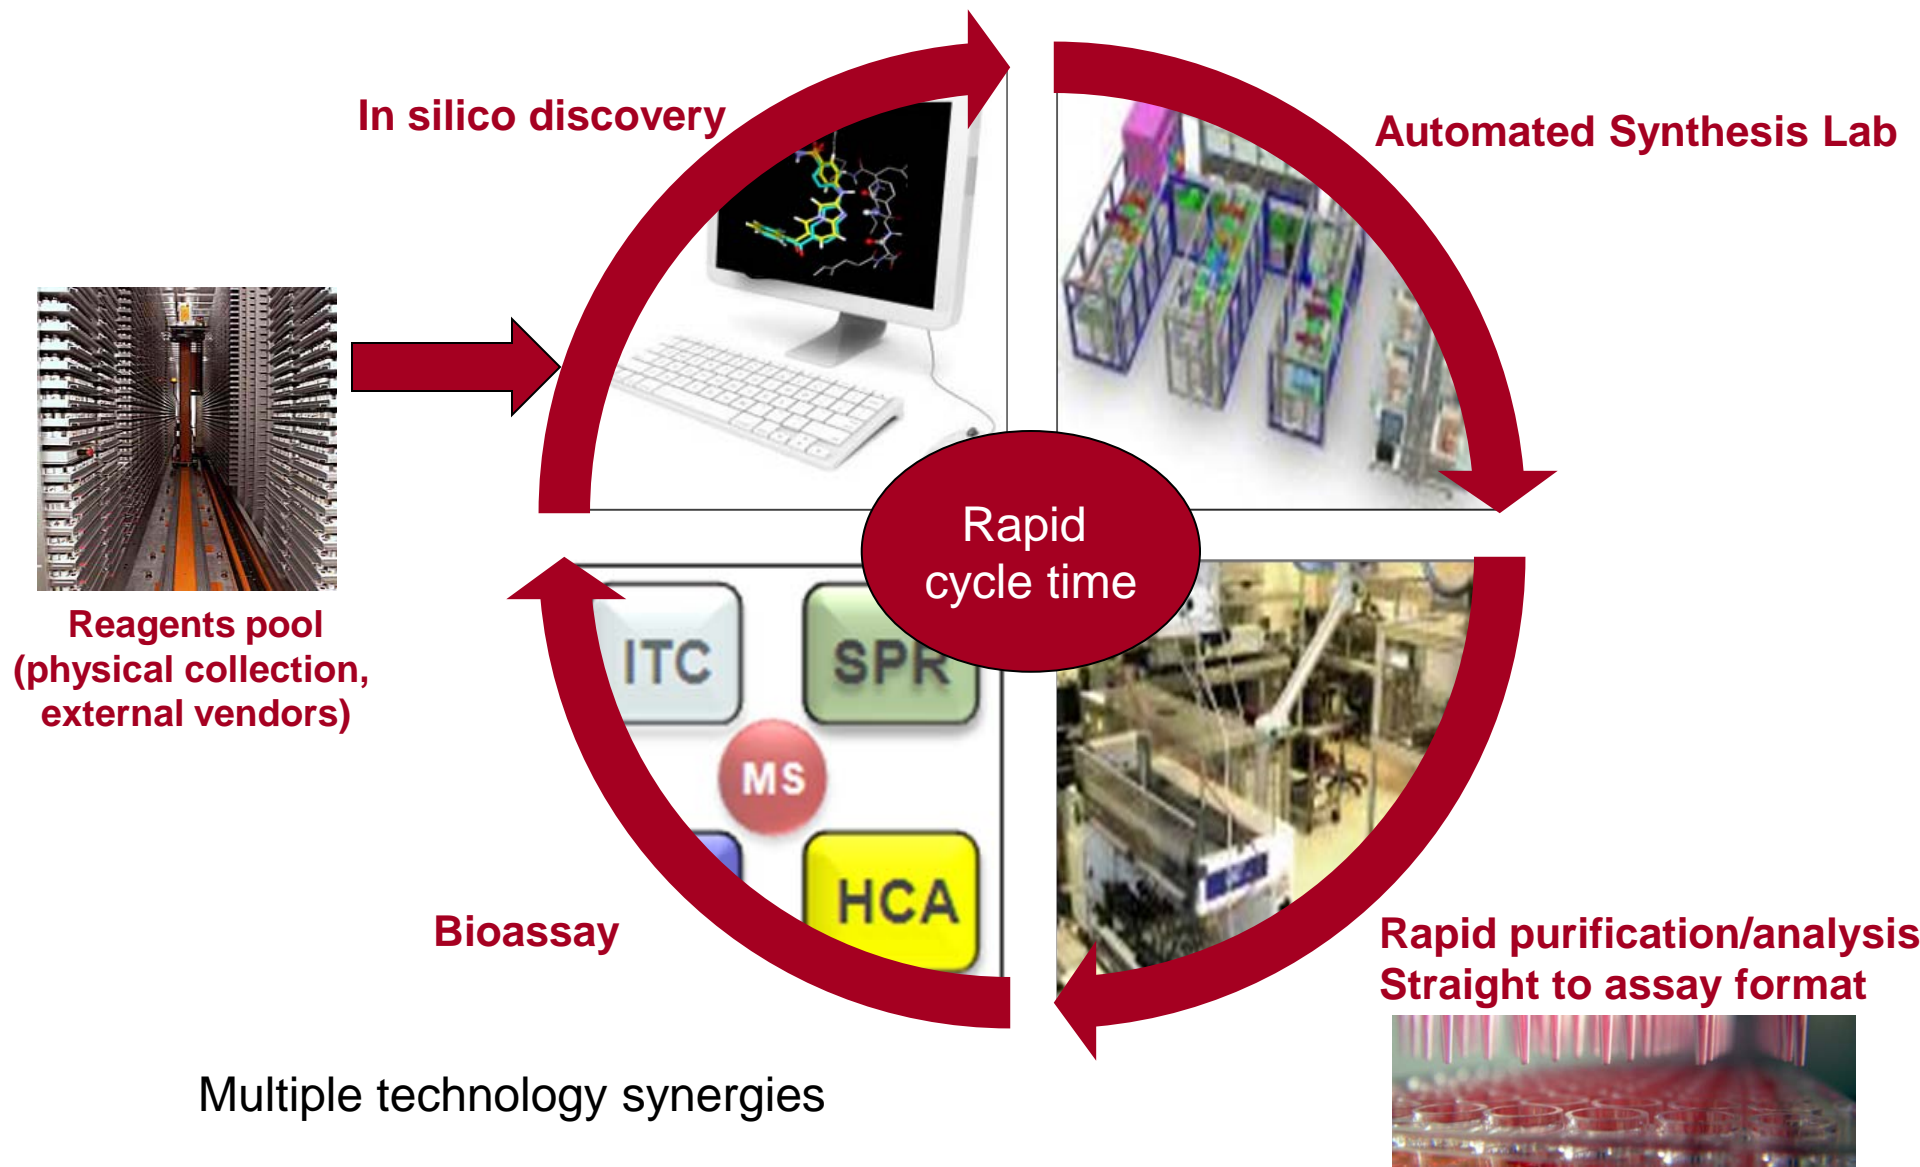 In silico discovery
Automated Synthesis Lab
Reagents pool
(physical collection,
external vendors)
Rapid
cycle time
ITC
SPR
MS
HCA
Bioassay
Rapid purification/analysis
Straight to assay format
Multiple technology synergies